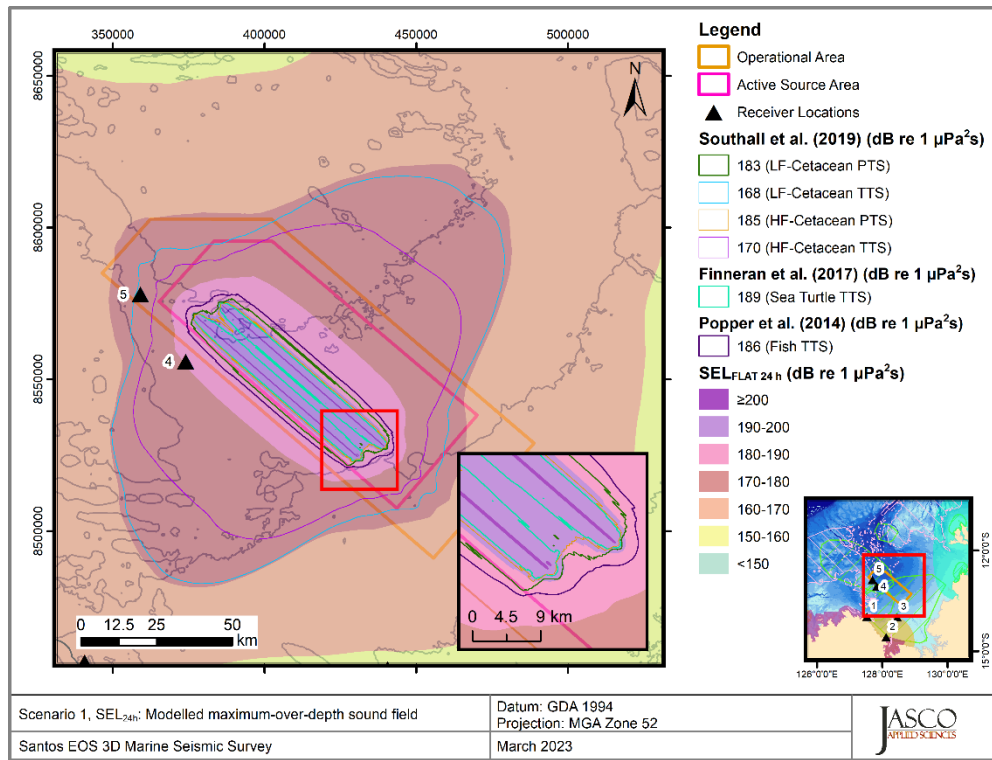 350000 400000 450000 500000
8650000
8600000
8550000
8500000
N
5
4
0 12.5 25 50
km
0 4.5 9 km
Legend
Operational Area
Active Source Area
Receiver Locations
Southall et al. (2019) (dB re 1 µPa²s)
183 (LF-Cetacean PTS)
168 (LF-Cetacean TTS)
185 (HF-Cetacean PTS)
170 (HF-Cetacean TTS)
Finneran et al. (2017) (dB re 1 µPa²s)
189 (Sea Turtle TTS)
Popper et al. (2014) (dB re 1 µPa²s)
186 (Fish TTS)
SELFLAT 24 h (dB re 1 µPa²s)
≥200
190-200
180-190
170-180
160-170
150-160
<150
5
4
1 3
2
12°0'0"S
15°0'0"S
126°0'0"E 128°0'0"E 130°0'0"E
Scenario 1, SEL24h: Modelled maximum-over-depth sound field
Santos EOS 3D Marine Seismic Survey
Datum: GDA 1994
Projection: MGA Zone 52
March 2023
JASCO
APPLIED SCIENCES